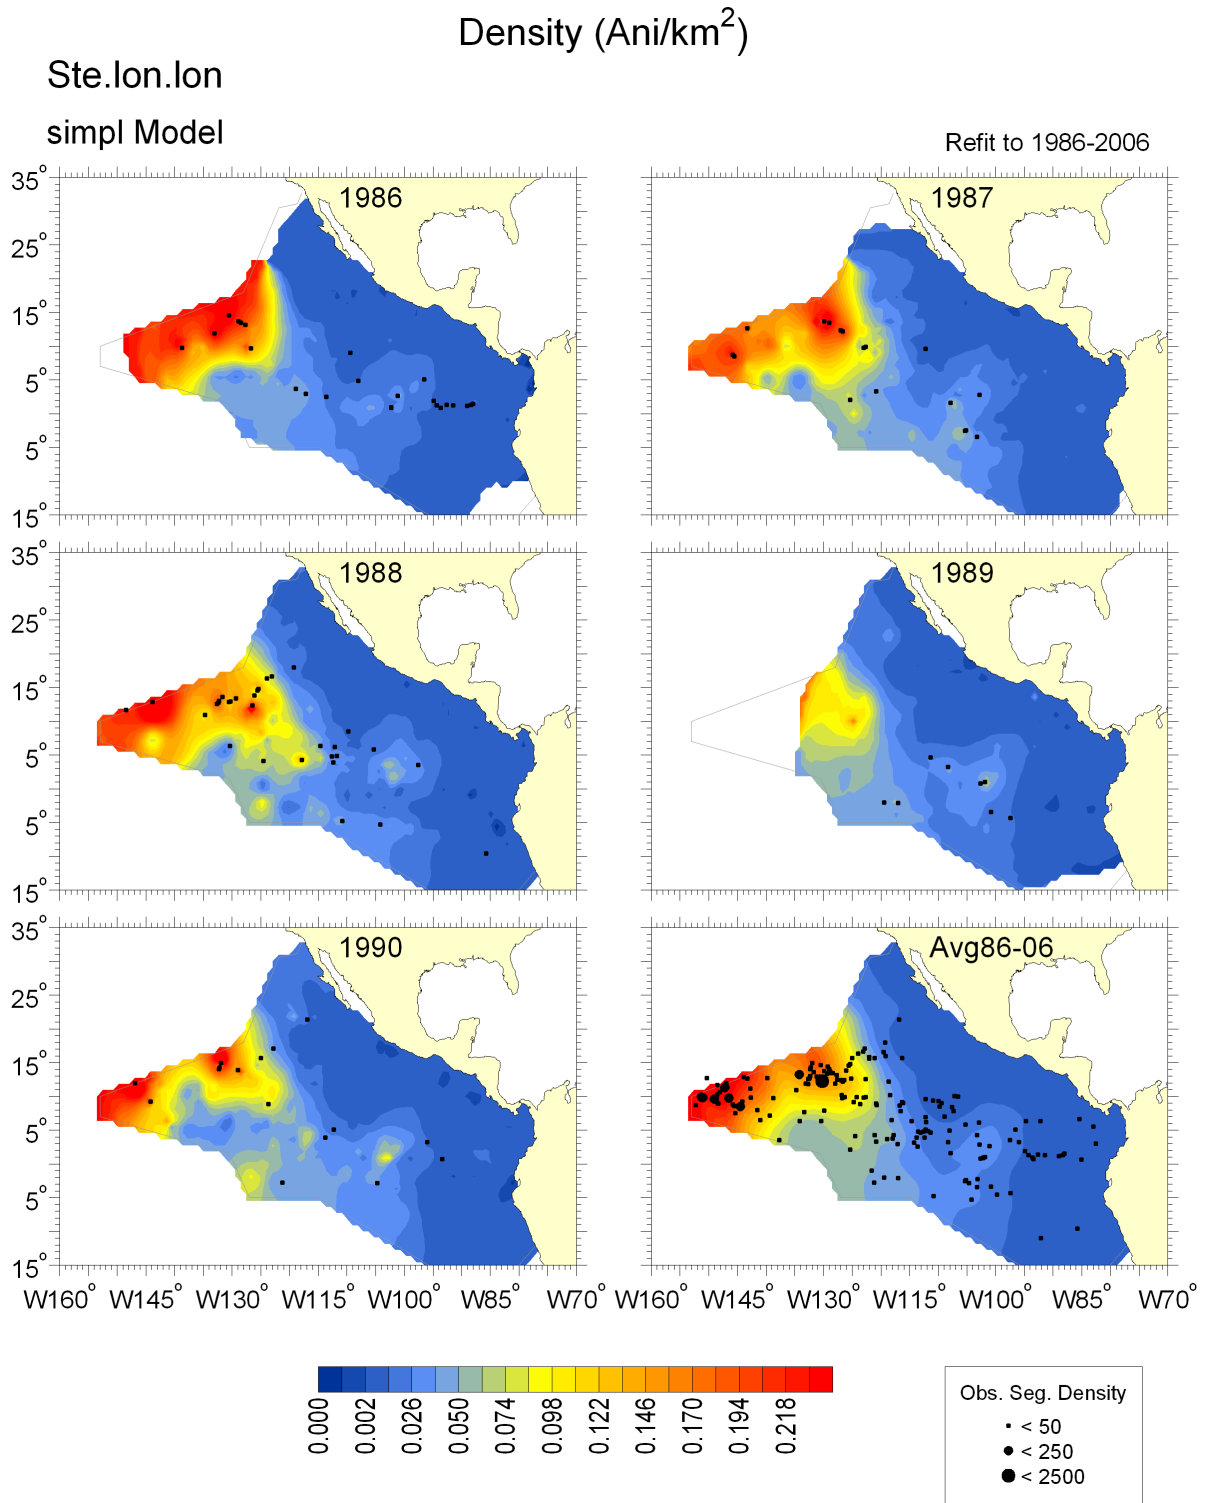 Density (Ani/km²)
Ste.lon.lon
simpl Model
Refit to 1986-2006
1986
35°
25°
15°
5°
5°
15°
1987
1988
35°
25°
15°
5°
5°
15°
1989
1990
35°
25°
15°
5°
5°
15°
Avg86-06
W160° W145° W130° W115° W100° W85° W70°
W160° W145° W130° W115° W100° W85° W70°
0.000 0.002 0.026 0.050 0.074 0.098 0.122 0.146 0.170 0.194 0.218
Obs. Seg. Density
< 50
< 250
< 2500